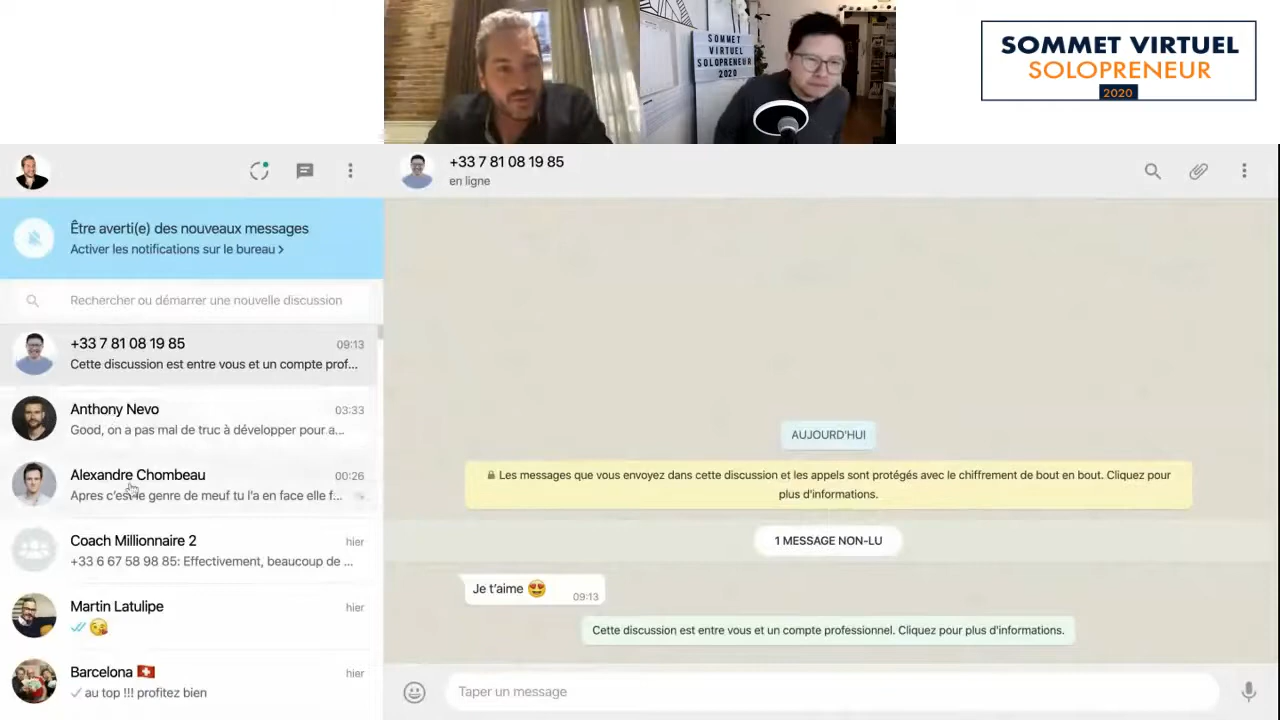 SOMMET
VIRTUEL
SOLOPRENEUR
2020
SOMMET VIRTUEL
SOLOPRENEUR
2020
+33 7 81 08 19 85
en ligne
Être averti(e) des nouveaux messages
Activer les notifications sur le bureau >
Rechercher ou démarrer une nouvelle discussion
+33 7 81 08 19 85
09:13
Cette discussion est entre vous et un compte prof...
Anthony Nevo
03:33
Good, on a pas mal de truc à développer pour a...
Alexandre Chombeau
00:26
Apres c'es le genre de meuf tu l'a en face elle f...
Coach Millionnaire 2
hier
+33 6 67 58 98 85: Effectivement, beaucoup de ...
Martin Latulipe
hier
😘
Barcelona 🇨🇭
hier
au top !!! profitez bien
AUJOURD'HUI
Les messages que vous envoyez dans cette discussion et les appels sont protégés avec le chiffrement de bout en bout. Cliquez pour
plus d'informations.
1 MESSAGE NON-LU
Je t'aime 😍
09:13
Cette discussion est entre vous et un compte professionnel. Cliquez pour plus d'informations.
Taper un message